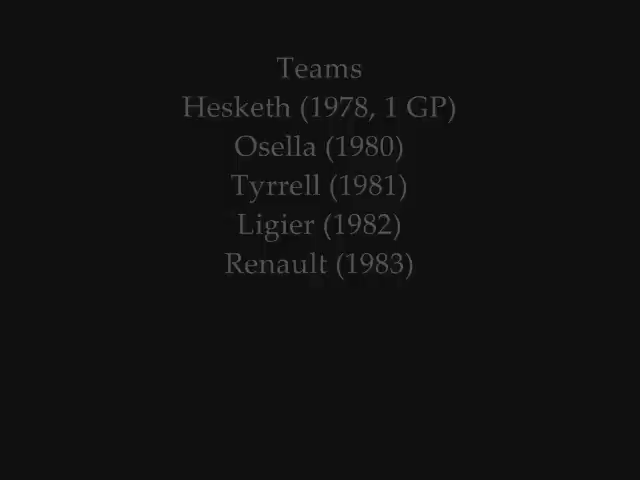 Teams
Hesketh (1978, 1 GP)
Osella (1980)
Tyrrell (1981)
Ligier (1982)
Renault (1983)